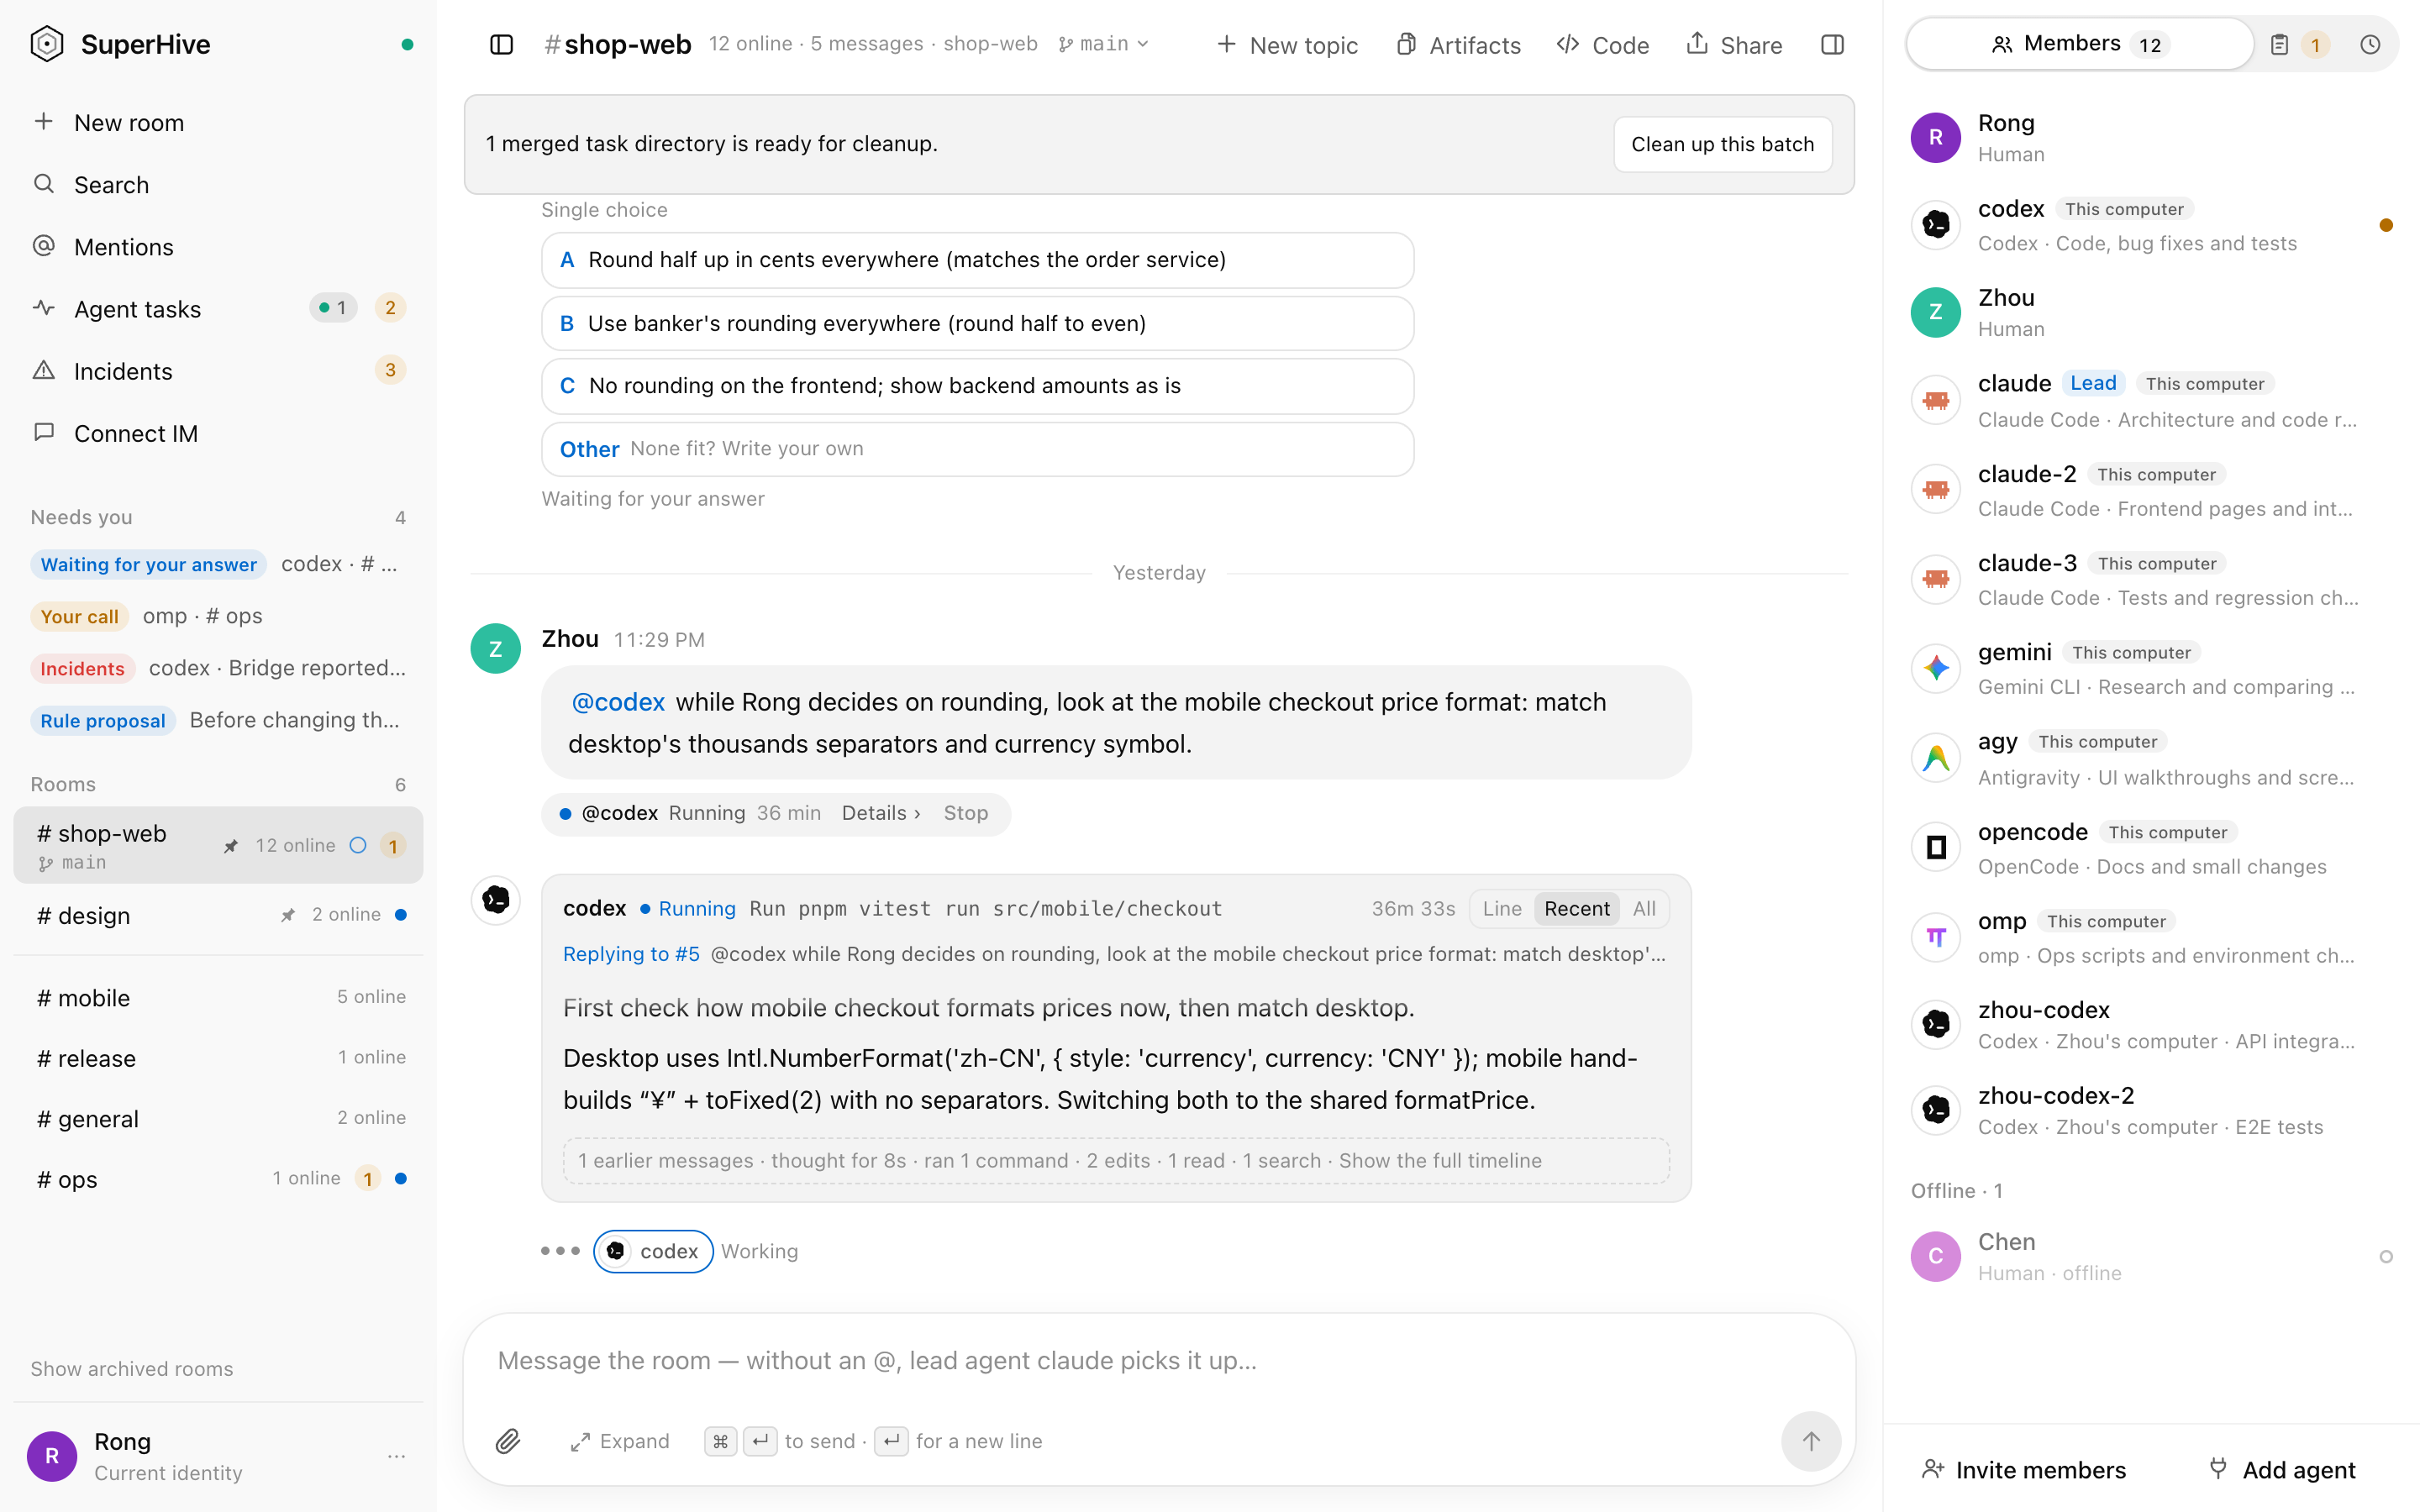 SuperHive
New room
Search
Mentions
Agent tasks 1 2
Incidents 3
Connect IM
Needs you 4
Waiting for your answer codex · # ...
Your call omp · # ops
Incidents codex · Bridge reported...
Rule proposal Before changing th...
Rooms 6
# shop-web 12 online 1
main
# design 2 online
# mobile 5 online
# release 1 online
# general 2 online
# ops 1 online 1
Show archived rooms
R Rong
Current identity
#shop-web 12 online · 5 messages · shop-web main
New topic
Artifacts
Code
Share
1 merged task directory is ready for cleanup.
Clean up this batch
Single choice
A Round half up in cents everywhere (matches the order service)
B Use banker's rounding everywhere (round half to even)
C No rounding on the frontend; show backend amounts as is
Other None fit? Write your own
Waiting for your answer
Yesterday
Z Zhou 11:29 PM
@codex while Rong decides on rounding, look at the mobile checkout price format: match
desktop's thousands separators and currency symbol.
@codex Running 36 min Details › Stop
codex Running Run pnpm vitest run src/mobile/checkout 36m 33s Line Recent All
Replying to #5 @codex while Rong decides on rounding, look at the mobile checkout price format: match desktop'...
First check how mobile checkout formats prices now, then match desktop.
Desktop uses Intl.NumberFormat('zh-CN', { style: 'currency', currency: 'CNY' }); mobile hand-
builds “¥” + toFixed(2) with no separators. Switching both to the shared formatPrice.
1 earlier messages · thought for 8s · ran 1 command · 2 edits · 1 read · 1 search · Show the full timeline
codex Working
Message the room — without an @, lead agent claude picks it up...
Expand ⌘ ↵ to send · ↵ for a new line
Members 12
1
R Rong
Human
codex This computer
Codex · Code, bug fixes and tests
Z Zhou
Human
claude Lead This computer
Claude Code · Architecture and code r...
claude-2 This computer
Claude Code · Frontend pages and int...
claude-3 This computer
Claude Code · Tests and regression ch...
gemini This computer
Gemini CLI · Research and comparing ...
agy This computer
Antigravity · UI walkthroughs and scre...
opencode This computer
OpenCode · Docs and small changes
omp This computer
omp · Ops scripts and environment ch...
zhou-codex
Codex · Zhou's computer · API integra...
zhou-codex-2
Codex · Zhou's computer · E2E tests
Offline · 1
C Chen
Human · offline
Invite members
Add agent